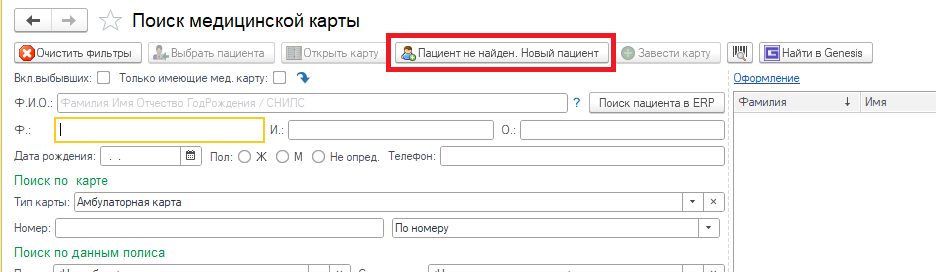 Поиск медицинской карты
Очистить фильтры Выбрать пациента Открыть карту Пациент не найден. Новый пациент Завести карту Найти в Genesis
Вкл.выбывших: Только имеющие мед. карту: Оформление
Ф.И.О.: Фамилия Имя Отчество ГодРождения / СНИЛС ? Поиск пациента в ERP Фамилия Имя
Ф.: И.: О.:
Дата рождения: . . Пол: Ж М Не опред. Телефон:
Поиск по карте
Тип карты: Амбулаторная карта
Номер: По номеру
Поиск по данным полиса